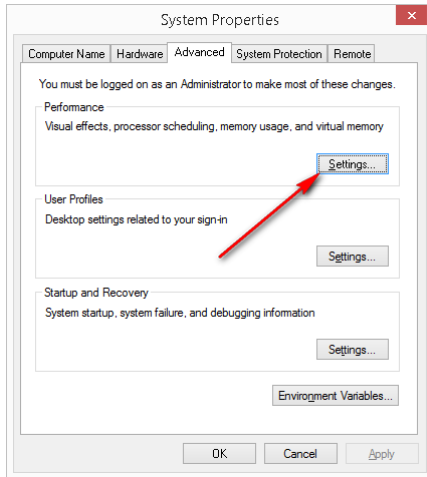 System Properties
Computer Name Hardware Advanced System Protection Remote
You must be logged on as an Administrator to make most of these changes.
Performance
Visual effects, processor scheduling, memory usage, and virtual memory
Settings...
User Profiles
Desktop settings related to your sign-in
Settings...
Startup and Recovery
System startup, system failure, and debugging information
Settings...
Environment Variables...
OK Cancel Apply